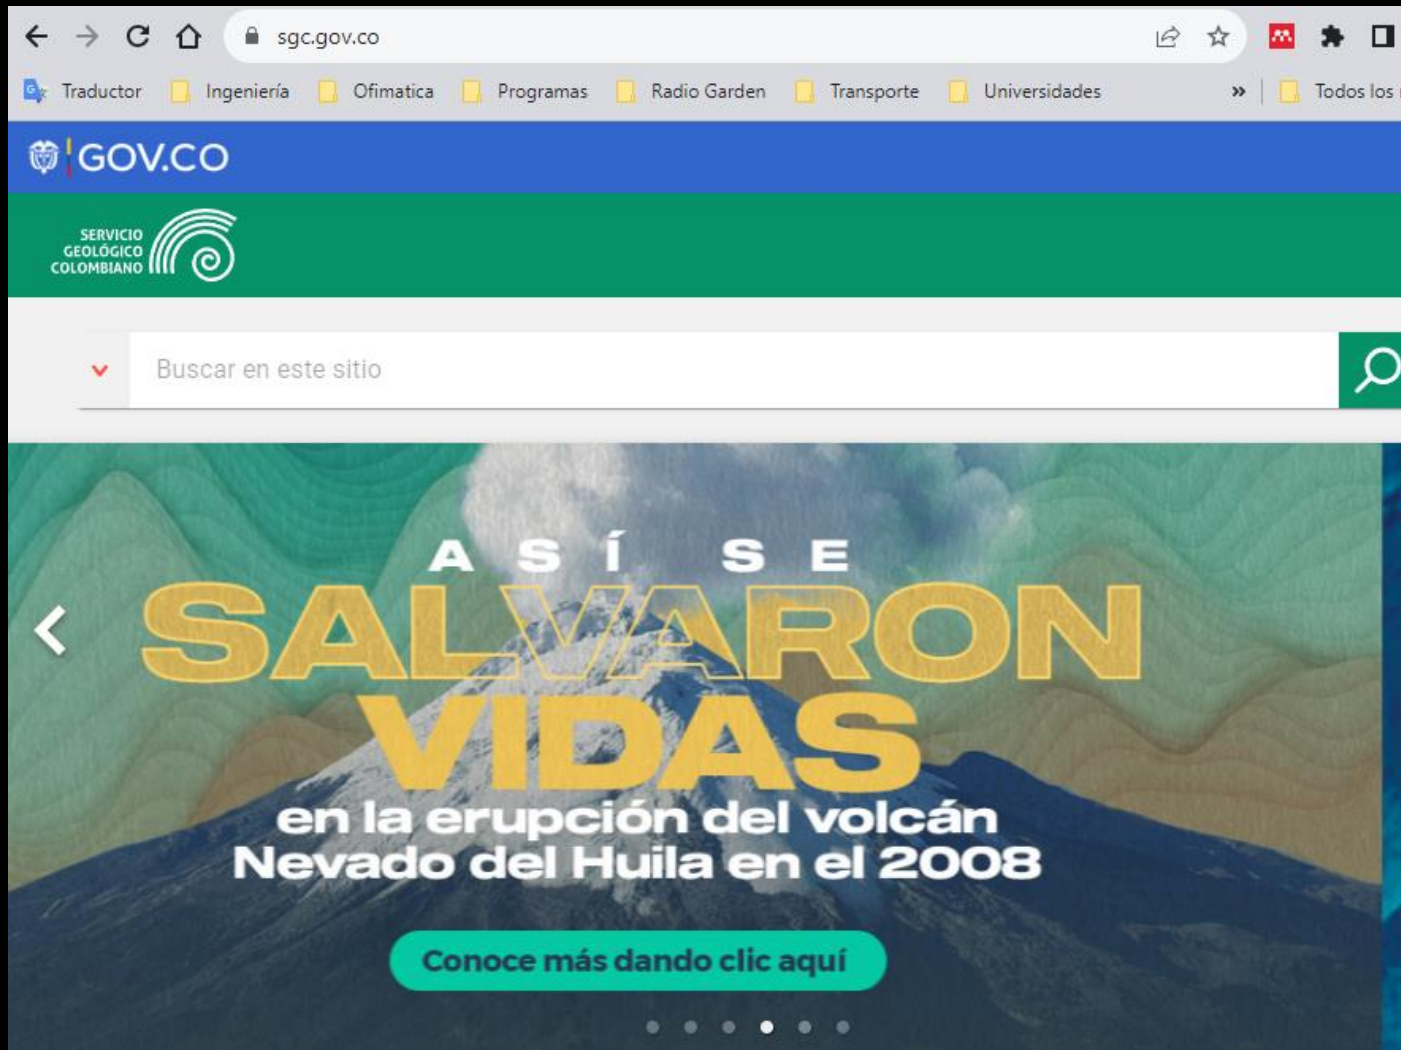 sgc.gov.co
Traductor Ingeniería Ofimatica Programas Radio Garden Transporte Universidades » Todos los
GOV.CO
SERVICIO
GEOLÓGICO
COLOMBIANO
Buscar en este sitio
ASÍ SE
SALVARON
VIDAS
en la erupción del volcán
Nevado del Huila en el 2008
Conoce más dando clic aquí